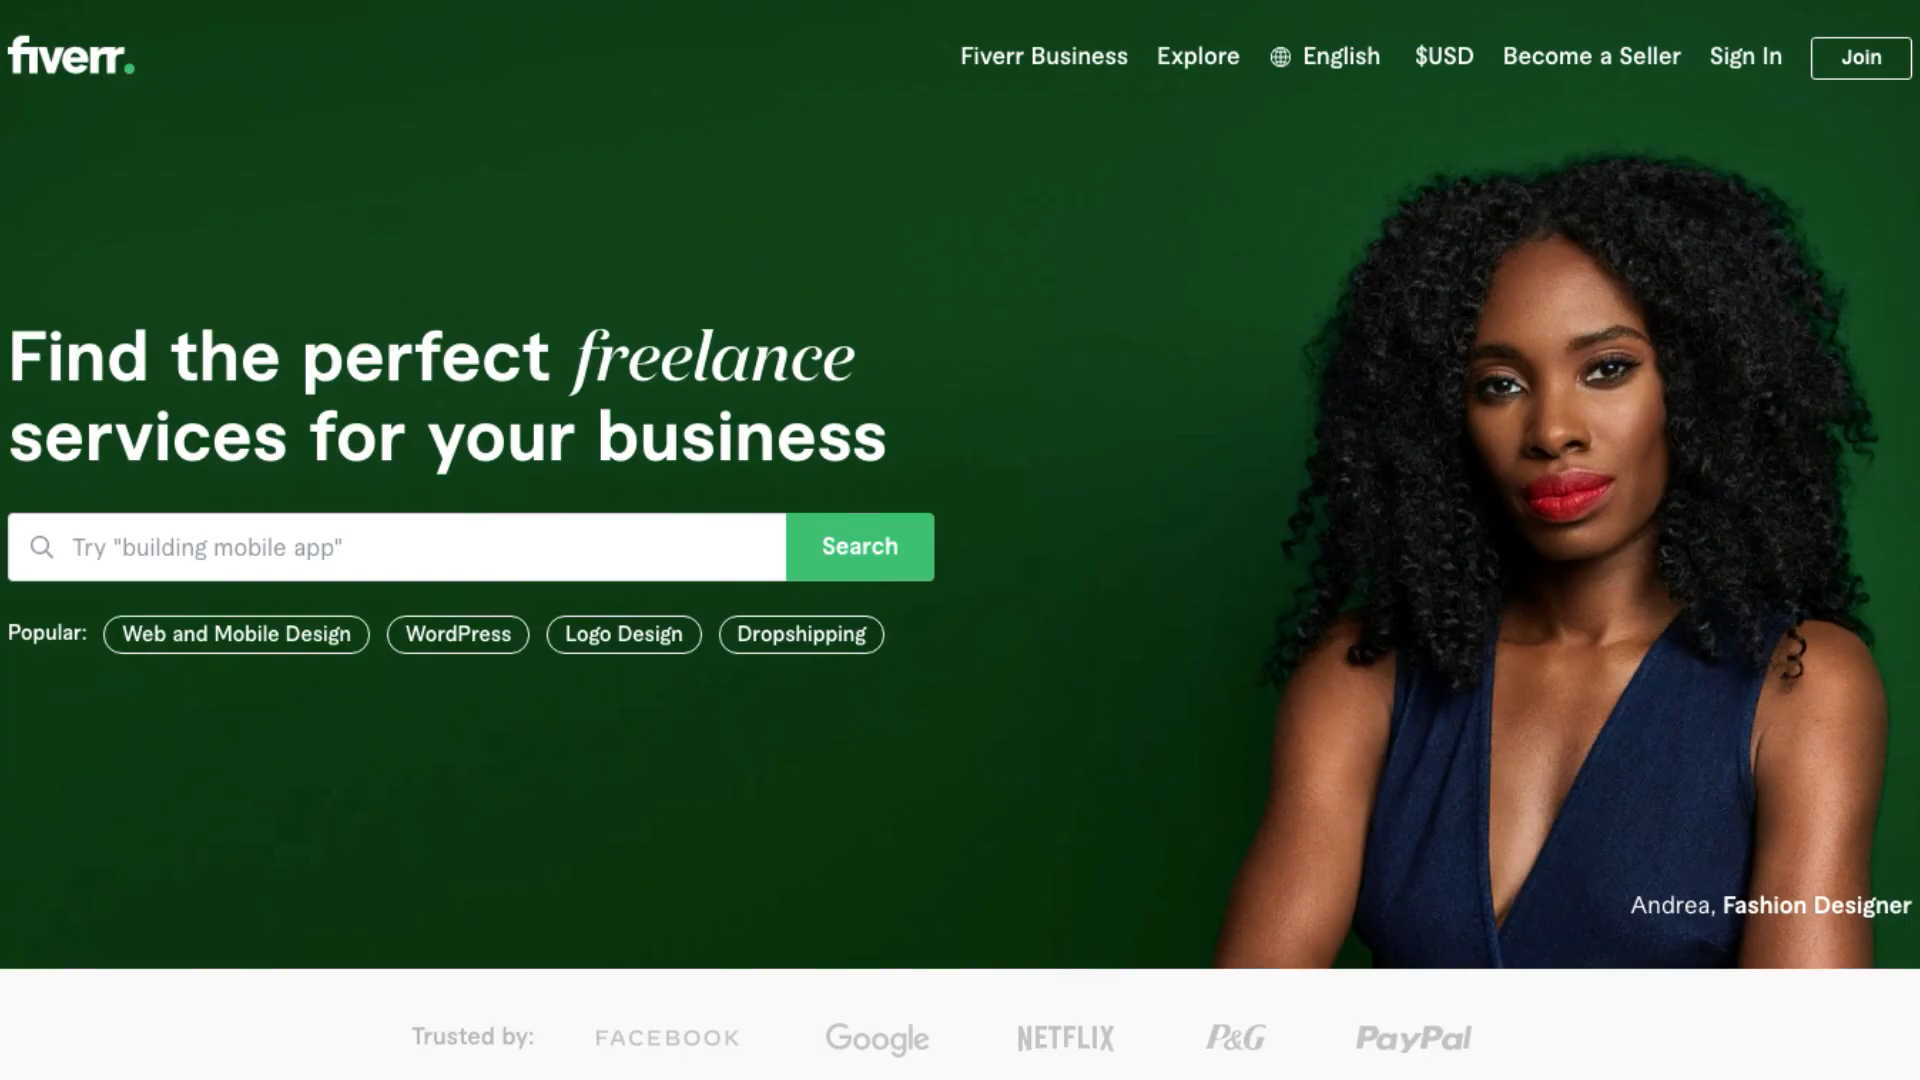 fiverr.
Fiverr Business Explore English $USD Become a Seller Sign In Join
Find the perfect freelance
services for your business
Try "building mobile app"
Search
Popular: Web and Mobile Design WordPress Logo Design Dropshipping
Andrea, Fashion Designer
Trusted by: FACEBOOK Google NETFLIX P&G PayPal